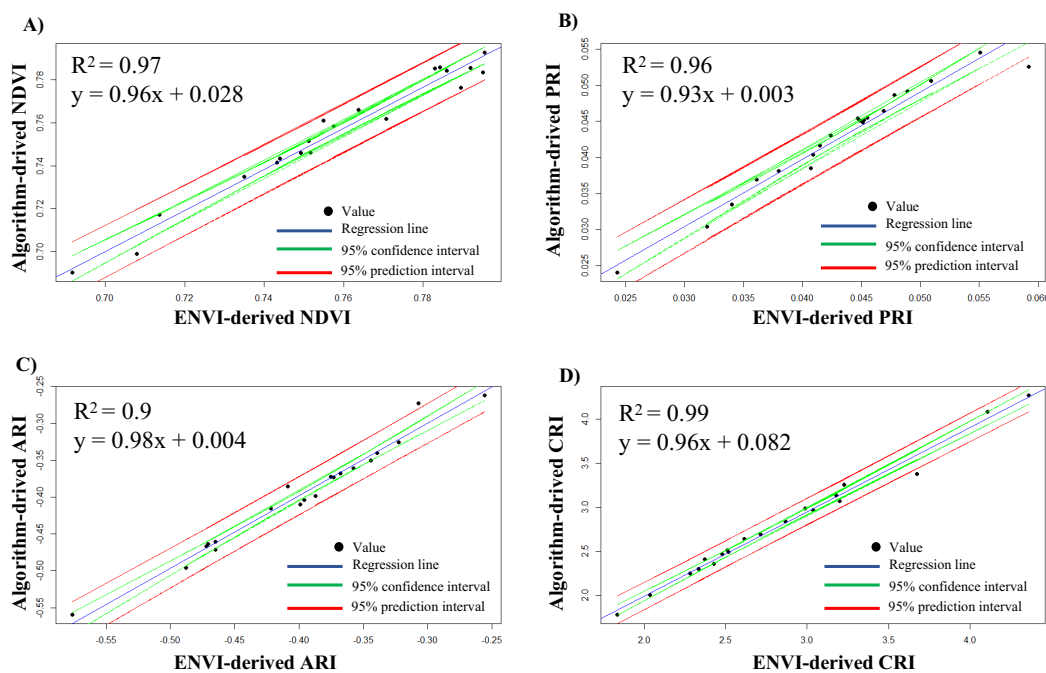 A)
R² = 0.97
y = 0.96x + 0.028
Algorithm-drived NDVI
0.78
0.76
0.74
0.72
0.70
Value
Regression line
95% confidence interval
95% prediction interval
0.70 0.72 0.74 0.76 0.78
ENVI-derived NDVI
B)
R² = 0.96
y = 0.93x + 0.003
Algorithm-drived PRI
0.055
0.050
0.045
0.040
0.035
0.030
0.025
Value
Regression line
95% confidence interval
95% prediction interval
0.025 0.030 0.035 0.040 0.045 0.050 0.055 0.060
ENVI-derived PRI
C)
R² = 0.9
y = 0.98x + 0.004
Algorithm-drived ARI
-0.25
-0.30
-0.35
-0.40
-0.45
-0.50
-0.55
Value
Regression line
95% confidence interval
95% prediction interval
-0.55 -0.50 -0.45 -0.40 -0.35 -0.30 -0.25
ENVI-derived ARI
D)
R² = 0.99
y = 0.96x + 0.082
Algorithm-drived CRI
4.0
3.5
3.0
2.5
2.0
Value
Regression line
95% confidence interval
95% prediction interval
2.0 2.5 3.0 3.5 4.0
ENVI-derived CRI